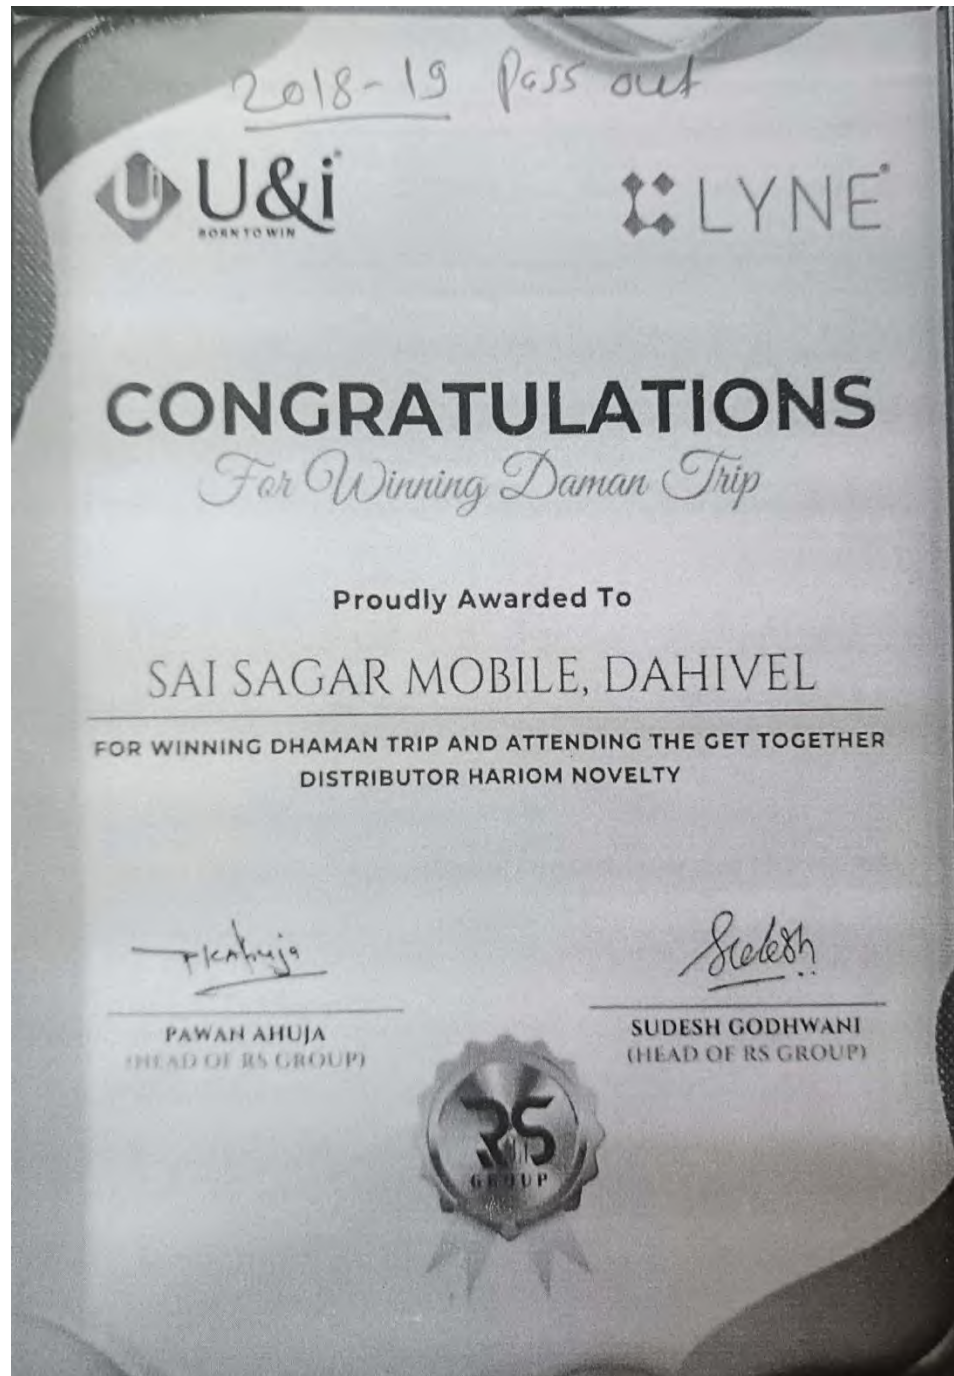 2018-19 Pass out
U&i
BORN TO WIN
LYNE
CONGRATULATIONS
For Winning Daman Trip
Proudly Awarded To
SAI SAGAR MOBILE, DAHIVEL
FOR WINNING DHAMAN TRIP AND ATTENDING THE GET TOGETHER
DISTRIBUTOR HARIOM NOVELTY
PKAhuja
Sudesh
PAWAN AHUJA
(HEAD OF RS GROUP)
SUDESH GODHWANI
(HEAD OF RS GROUP)
RS
GROUP